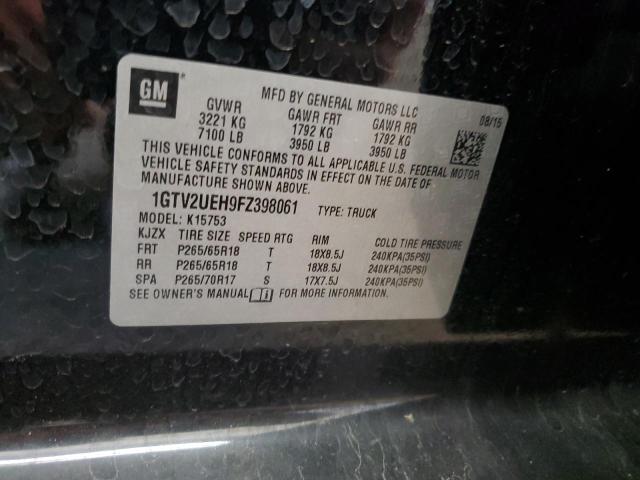 GM
MFD BY GENERAL MOTORS LLC
08/15
GVWR GAWR FRT GAWR RR
3221 KG 1792 KG 1792 KG
7100 LB 3950 LB 3950 LB
THIS VEHICLE CONFORMS TO ALL APPLICABLE U.S. FEDERAL MOTOR
VEHICLE SAFETY STANDARDS IN EFFECT ON THE DATE OF
MANUFACTURE SHOWN ABOVE.
1GTV2UEH9FZ398061 TYPE: TRUCK
MODEL: K15753
KJZX TIRE SIZE SPEED RTG RIM COLD TIRE PRESSURE
FRT P265/65R18 T 18X8.5J 240KPA(35PSI)
RR P265/65R18 T 18X8.5J 240KPA(35PSI)
SPA P265/70R17 S 17X7.5J 240KPA(35PSI)
SEE OWNER'S MANUAL FOR MORE INFORMATION.